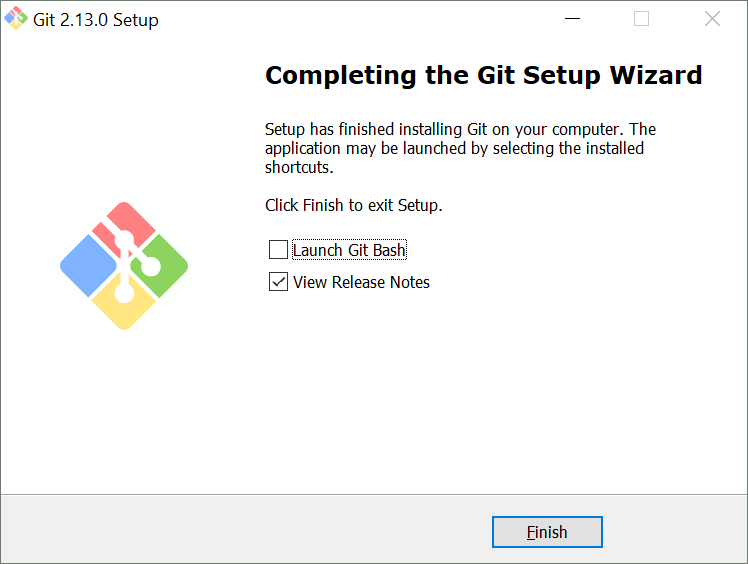 Git 2.13.0 Setup
Completing the Git Setup Wizard
Setup has finished installing Git on your computer. The
application may be launched by selecting the installed
shortcuts.
Click Finish to exit Setup.
Launch Git Bash
View Release Notes
Finish